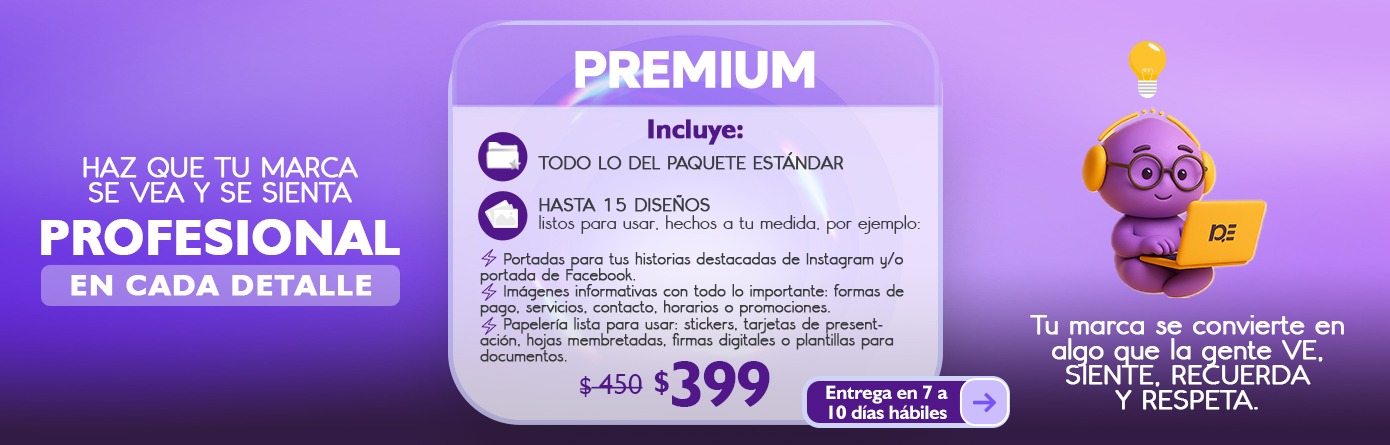 HAZ QUE TU MARCA
SE VEA Y SE SIENTA
PROFESIONAL
EN CADA DETALLE
PREMIUM
Incluye:
TODO LO DEL PAQUETE ESTÁNDAR
HASTA 15 DISEÑOS
listos para usar, hechos a tu medida, por ejemplo:
Portadas para tus historias destacadas de Instagram y/o
portada de Facebook.
Imágenes informativas con todo lo importante: formas de
pago, servicios, contacto, horarios o promociones.
Papelería lista para usar: stickers, tarjetas de present-
ación, hojas membretadas, firmas digitales o plantillas para
documentos.
$ 450 $399
Entrega en 7 a
10 días hábiles
Tu marca se convierte en
algo que la gente VE,
SIENTE, RECUERDA
Y RESPETA.